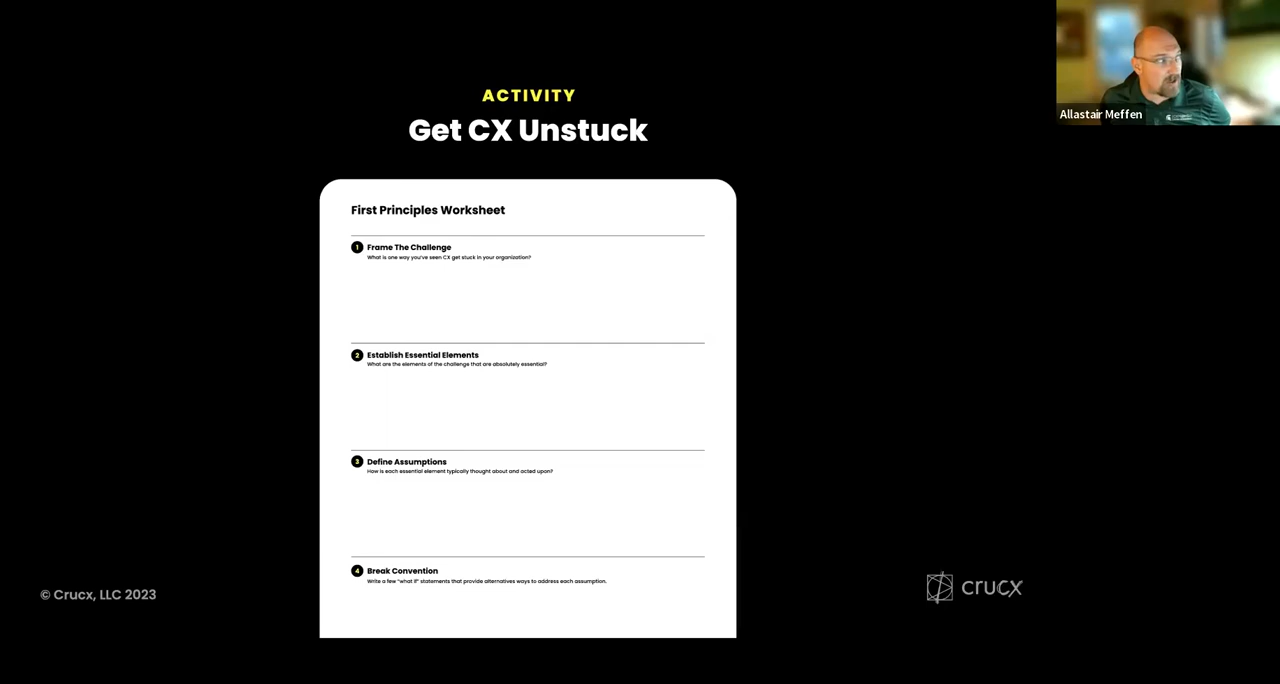 ACTIVITY
Get CX Unstuck
Allastair Meffen
First Principles Worksheet
1 Frame The Challenge
What is one way you've seen CX get stuck in your organization?
2 Establish Essential Elements
What are the elements of the challenge that are absolutely essential?
3 Define Assumptions
How is each essential element typically thought about and acted upon?
4 Break Convention
Write a few "what if" statements that provide alternatives ways to address each assumption.
© Crucx, LLC 2023
crucx